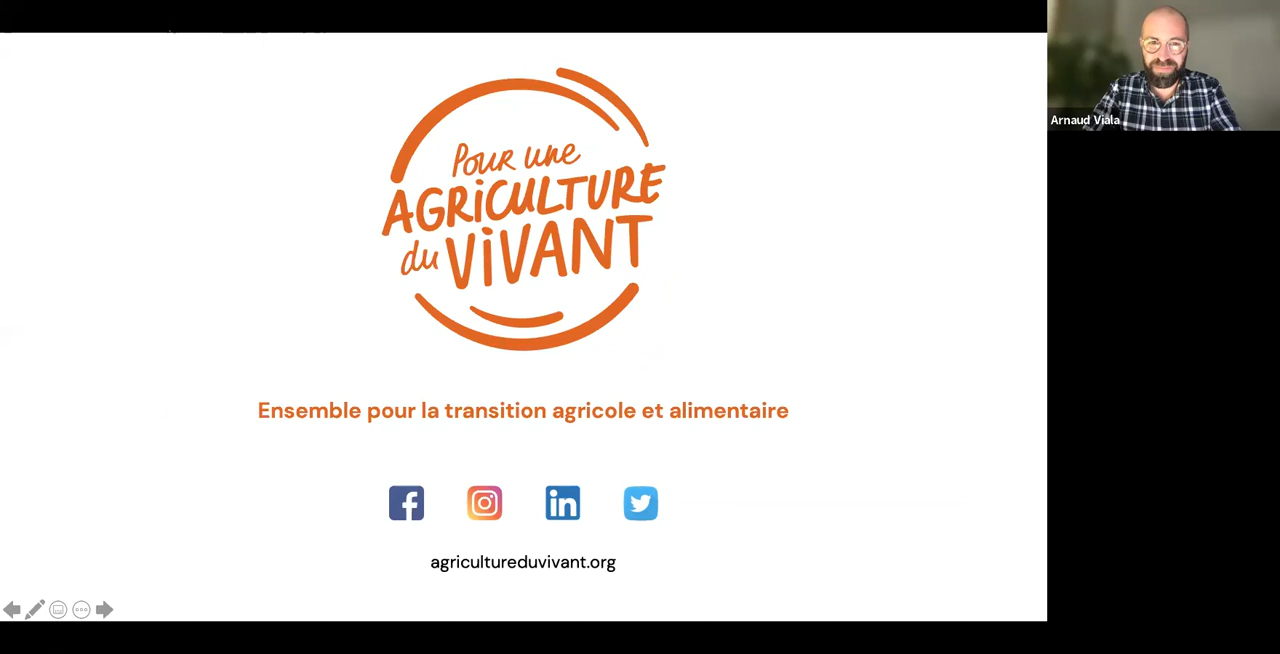 Pour une
AGRICULTURE
du VIVANT
Ensemble pour la transition agricole et alimentaire
agricultureduvivant.org
Arnaud Viala